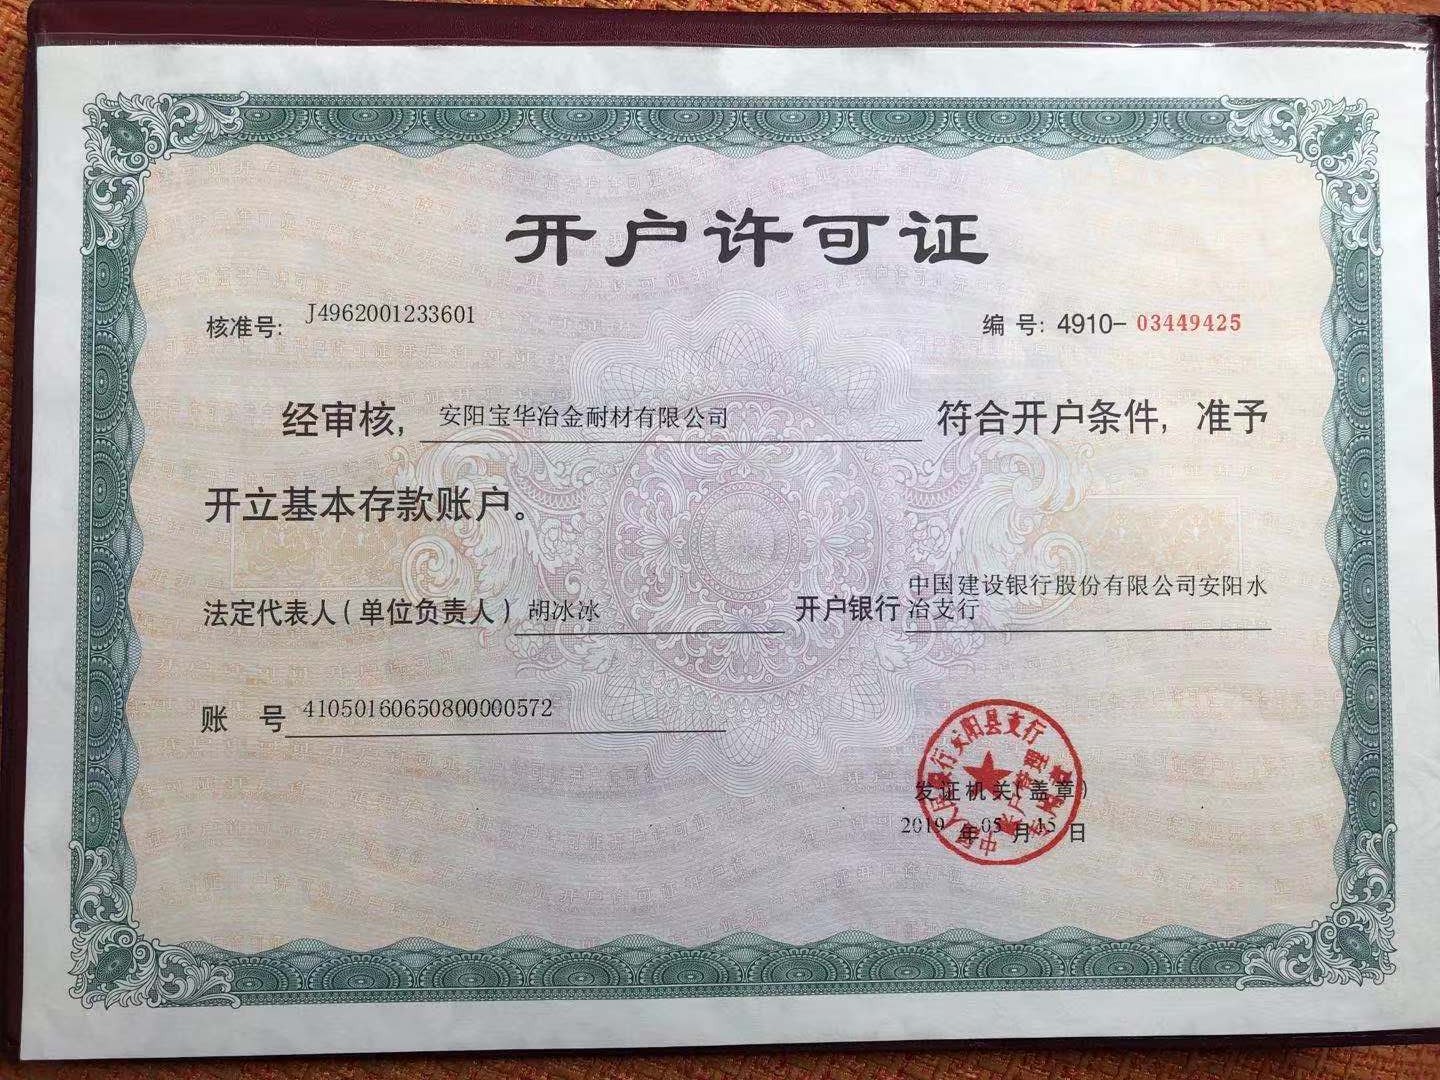 开户许可证
核准号: J4962001233601
编 号: 4910- 03449425
经审核, 安阳宝华冶金耐材有限公司 符合开户条件, 准予
开立基本存款账户。
法定代表人(单位负责人) 胡冰冰 开户银行 中国建设银行股份有限公司安阳水
冶支行
账 号 41050160650800000572
发证机关(盖章)
2019 年 05 月 15 日